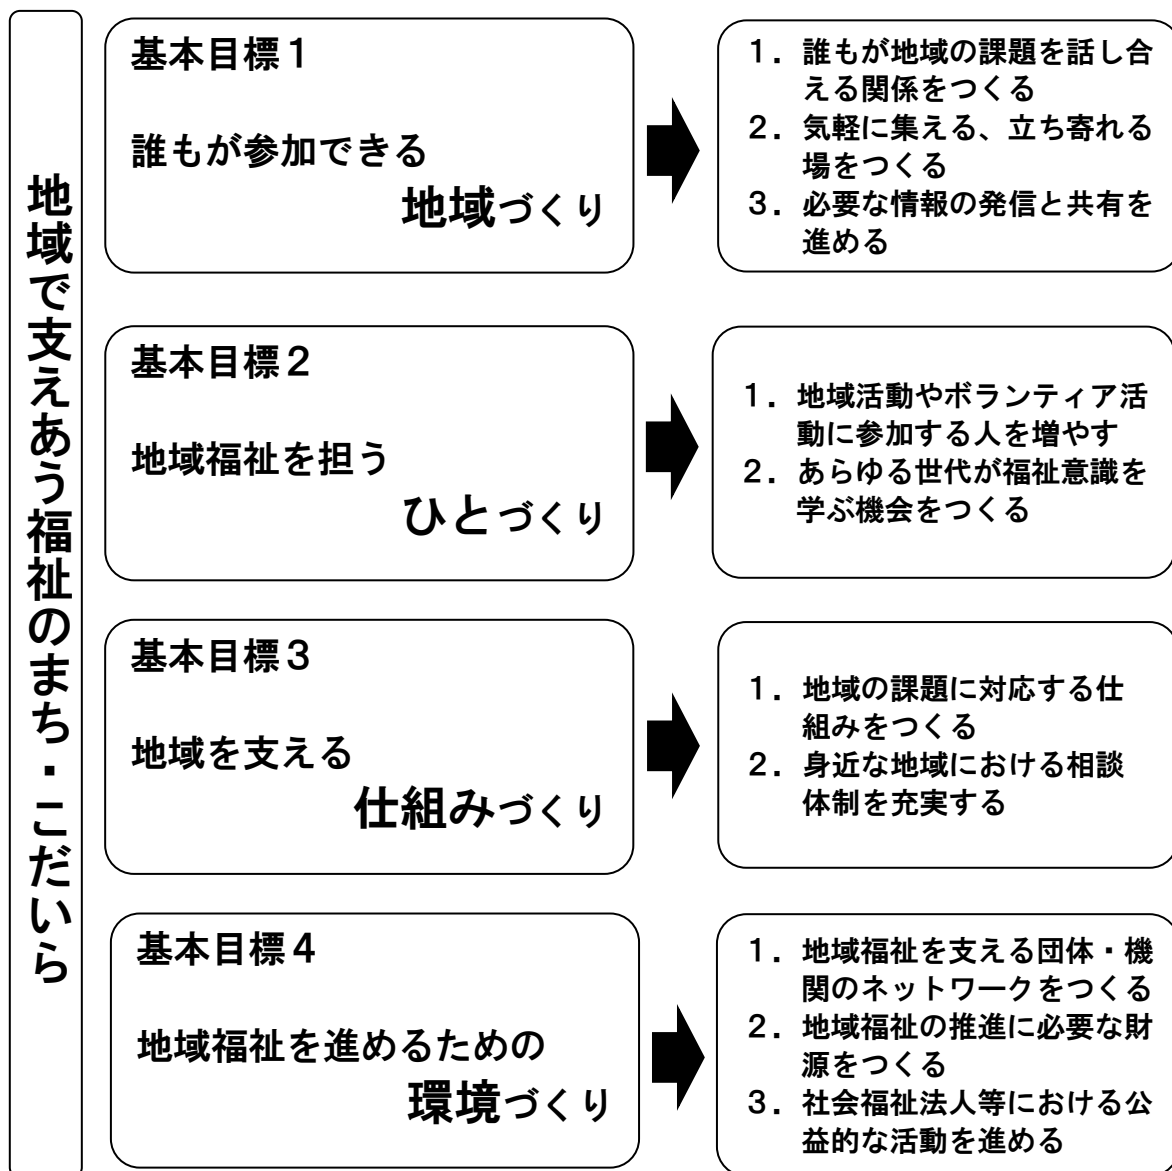 地域で支えあう福祉のまち・こだいら
基本目標１
誰もが参加できる
地域づくり
１．誰もが地域の課題を話し合
える関係をつくる
２．気軽に集える、立ち寄れる
場をつくる
３．必要な情報の発信と共有を
進める
基本目標２
地域福祉を担う
ひとづくり
１．地域活動やボランティア活
動に参加する人を増やす
２．あらゆる世代が福祉意識を
学ぶ機会をつくる
基本目標３
地域を支える
仕組みづくり
１．地域の課題に対応する仕
組みをつくる
２．身近な地域における相談
体制を充実する
基本目標４
地域福祉を進めるための
環境づくり
１．地域福祉を支える団体・機
関のネットワークをつくる
２．地域福祉の推進に必要な財
源をつくる
３．社会福祉法人等における公
益的な活動を進める